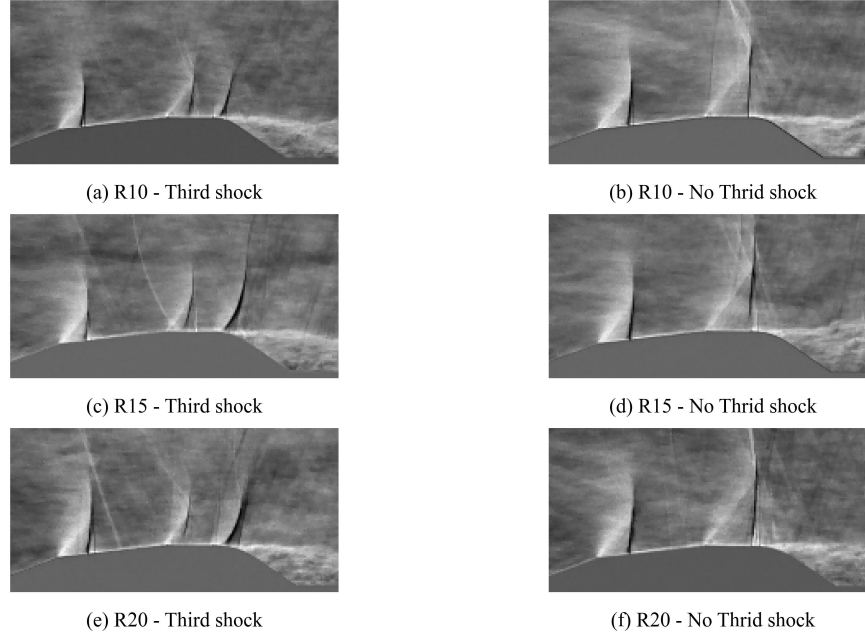 (a) R10 - Third shock
(b) R10 - No Thrid shock
(c) R15 - Third shock
(d) R15 - No Thrid shock
(e) R20 - Third shock
(f) R20 - No Thrid shock